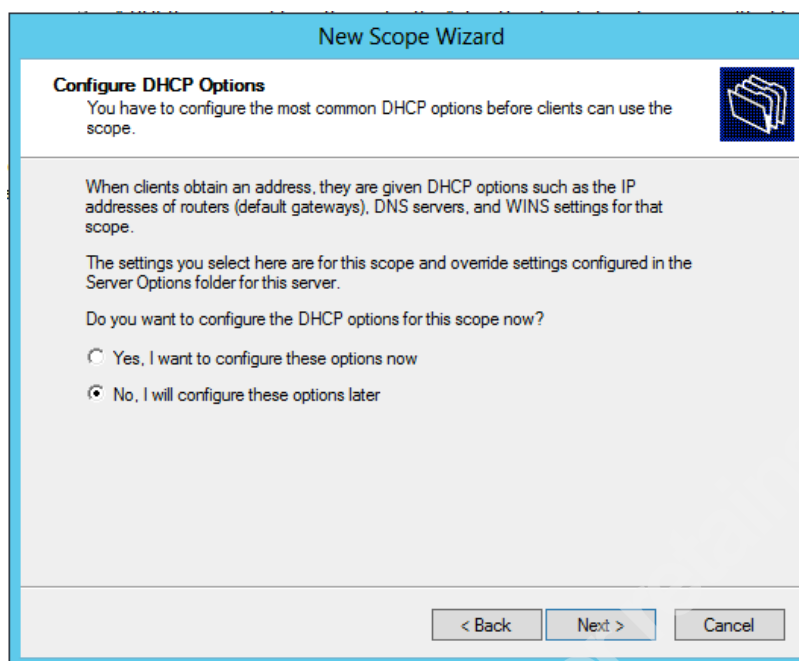 New Scope Wizard
Configure DHCP Options
You have to configure the most common DHCP options before clients can use the
scope.
When clients obtain an address, they are given DHCP options such as the IP
addresses of routers (default gateways), DNS servers, and WINS settings for that
scope.
The settings you select here are for this scope and override settings configured in the
Server Options folder for this server.
Do you want to configure the DHCP options for this scope now?
Yes, I want to configure these options now
No, I will configure these options later
< Back
Next >
Cancel